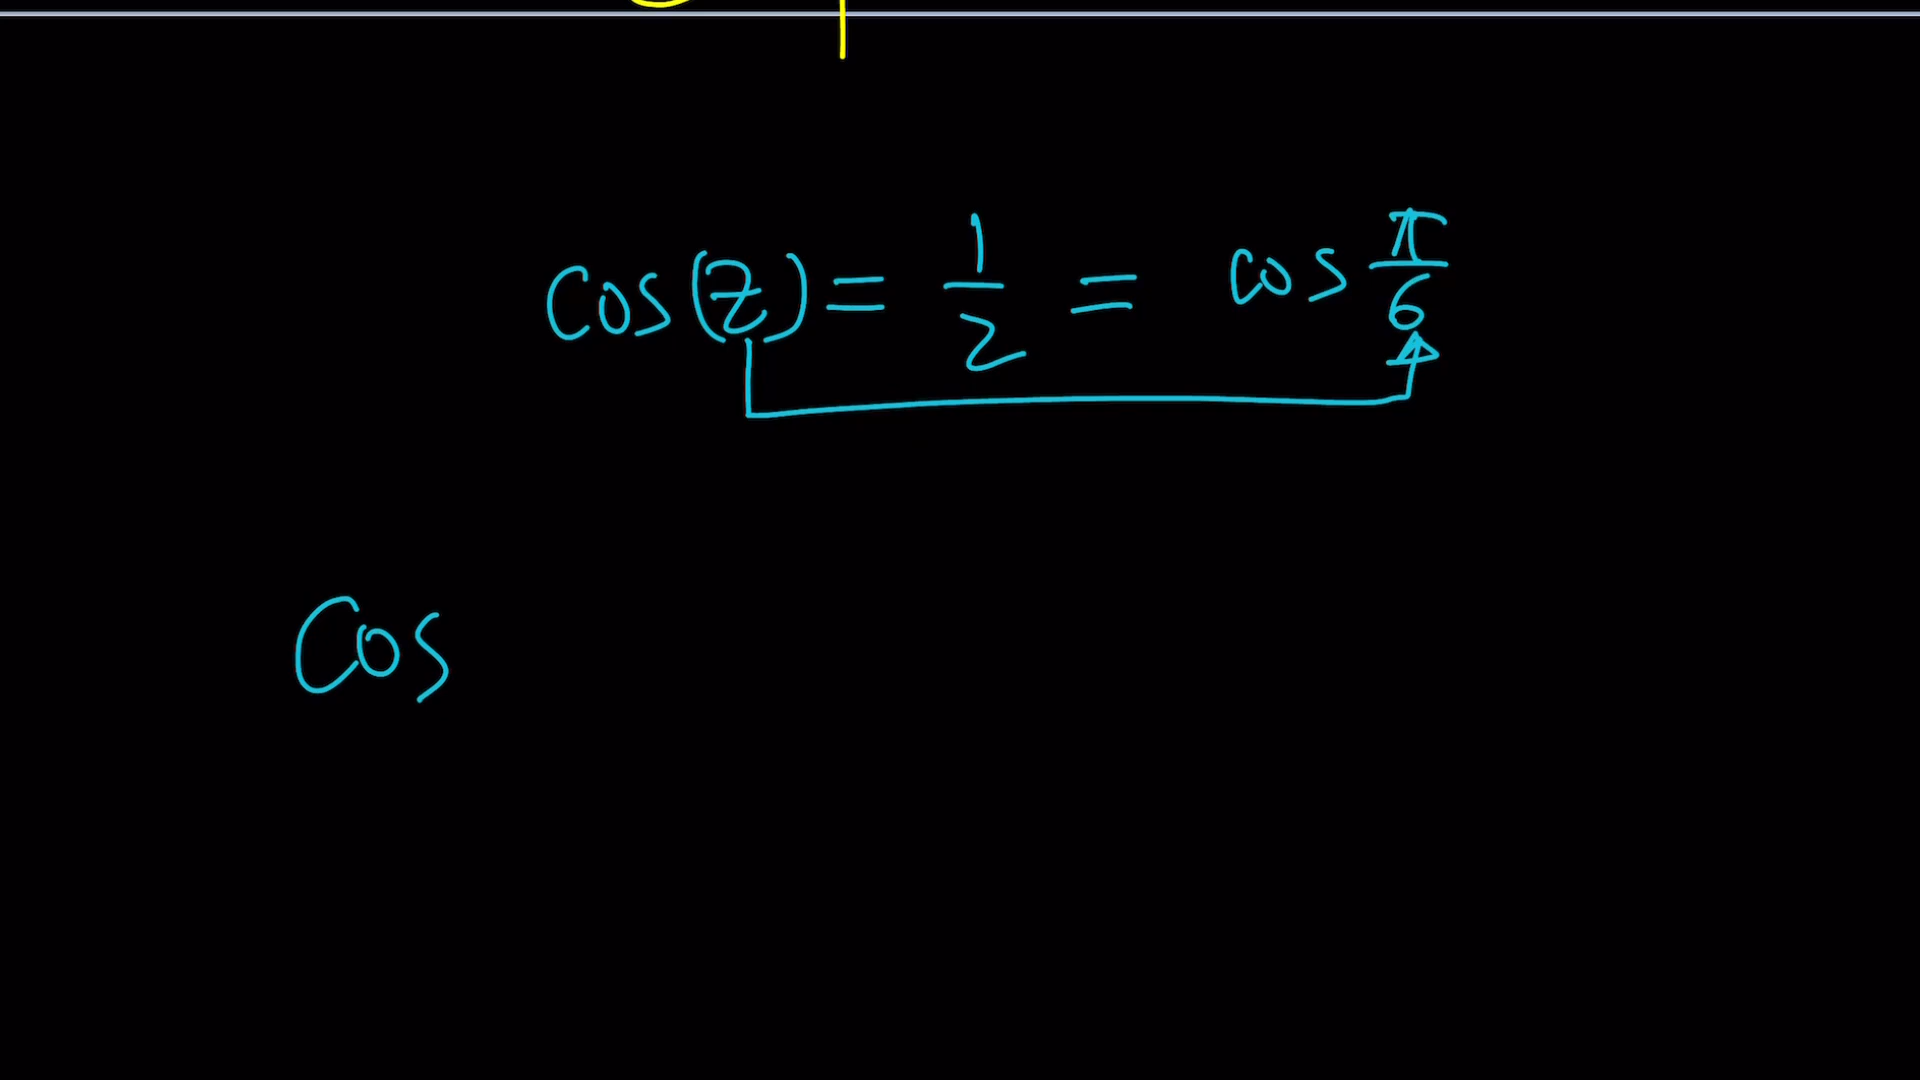 cos(z) = 1/2 = cos π/6
Cos